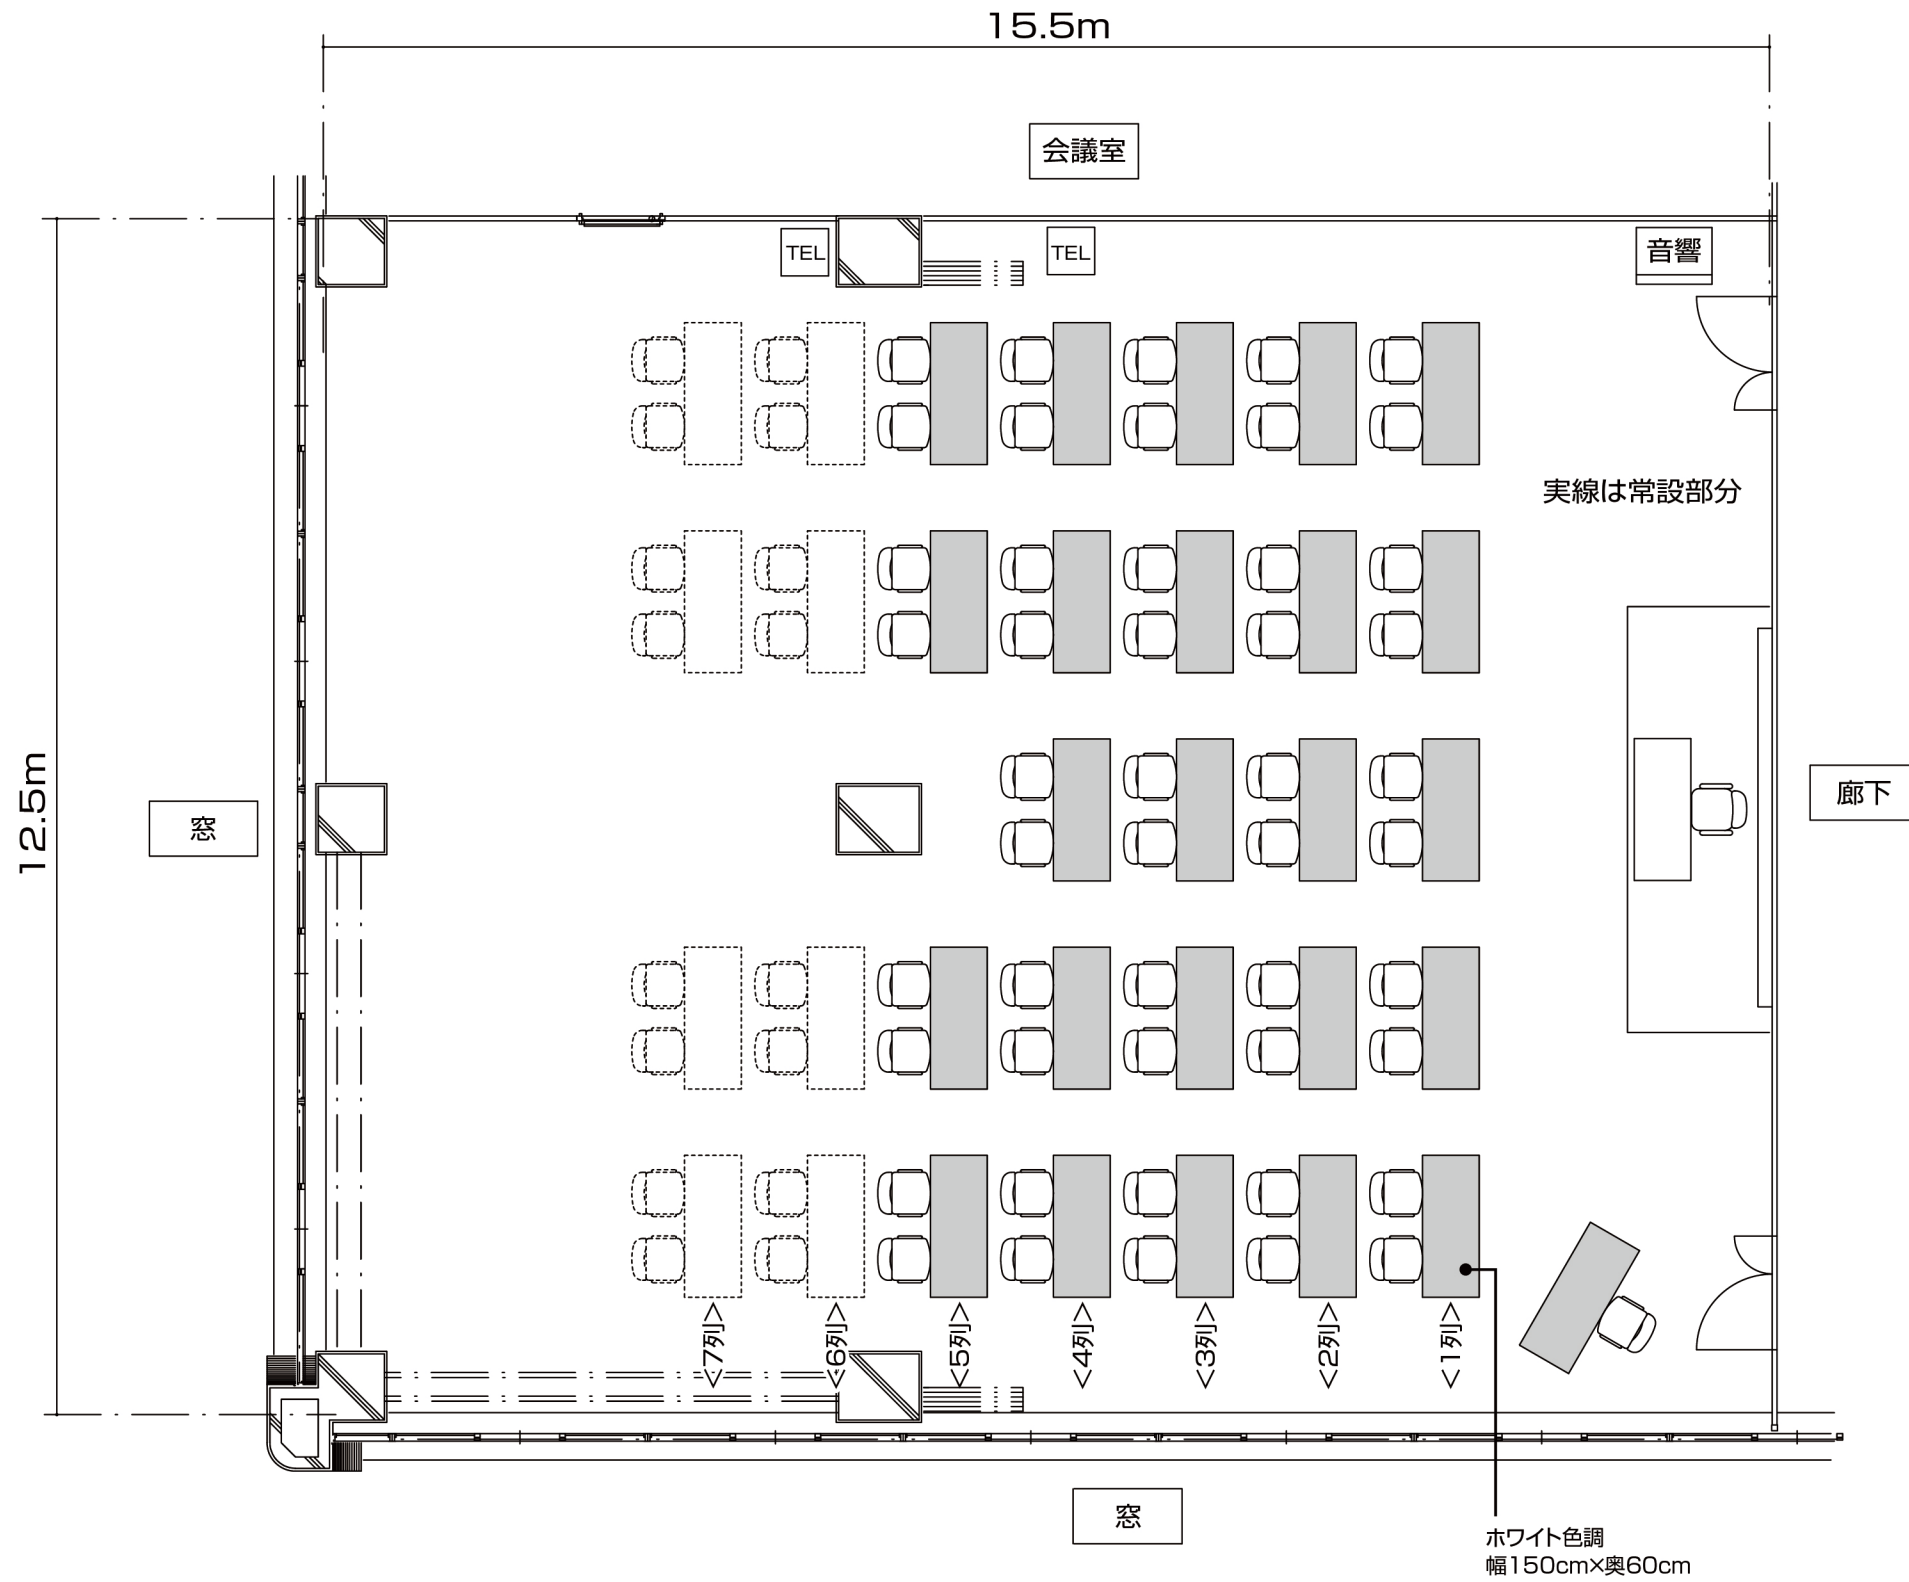 15.5m
会議室
TEL
TEL
音響
実線は常設部分
12.5m
窓
廊下
<7列>
<6列>
<5列>
<4列>
<3列>
<2列>
<1列>
窓
ホワイト色調
幅150cm×奥60cm